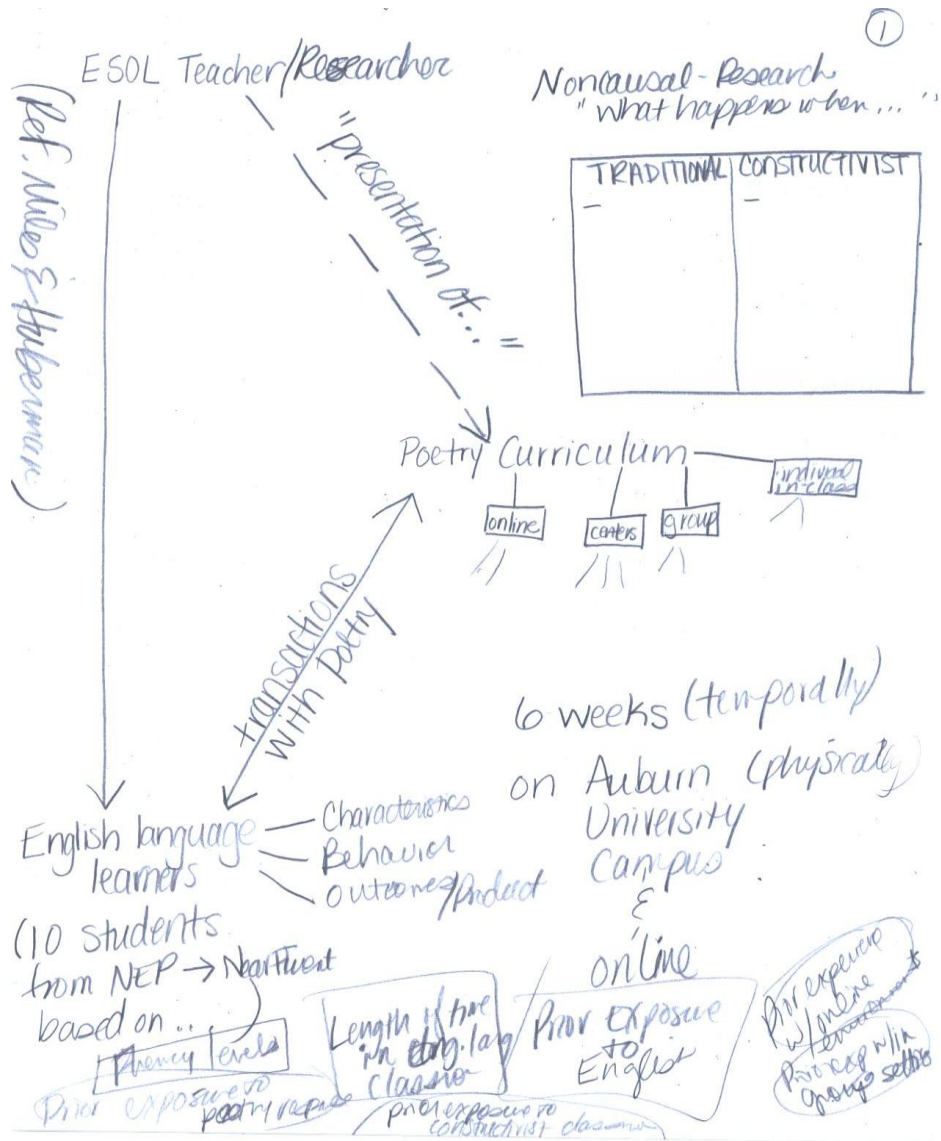 1
ESOL Teacher/Researcher
Noncausal-Research
"What happens when..."
(Ref. Miles & Huberman)
"presentation of... "
TRADITIONAL
CONSTRUCTIVIST
Poetry Curriculum
online
centers
group
in-class
transactions
with Poetry
6 weeks (temporally)
on Auburn (physically)
University
Campus
&
online
English language
learners
Characteristics
Behavior
Outcomes/Product
(10 students
from NEP → Near Fluent
based on ..
fluency levels
Length of time
in eng. lang
Classroom
Prior Exposure
to
English
Prior experience
w/online
Prior exp w/in
group setting
Prior exposure to
poetry response
prior exposure to
constructivist classroom